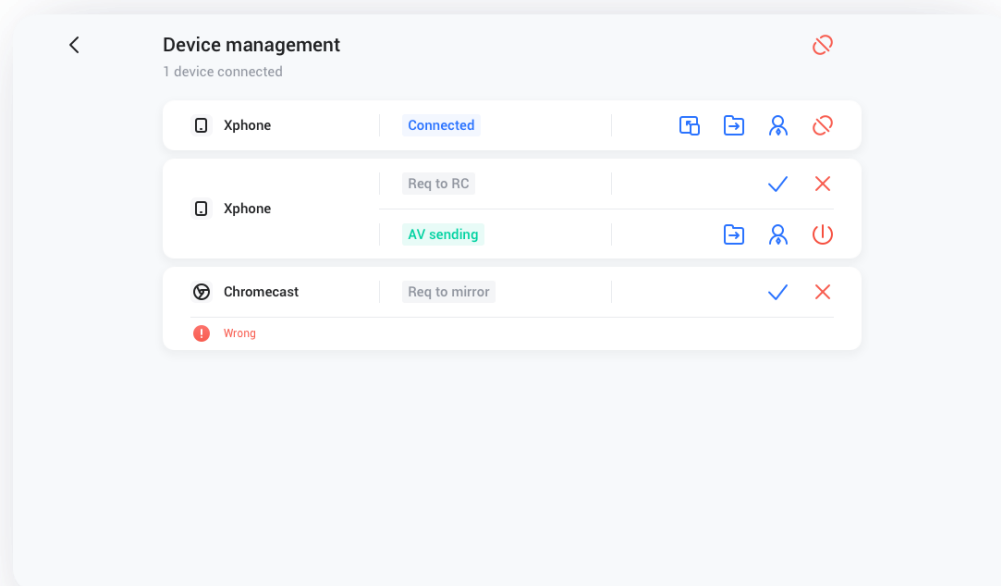 Device management
1 device connected
Xphone
Connected
Xphone
Req to RC
AV sending
Chromecast
Req to mirror
Wrong